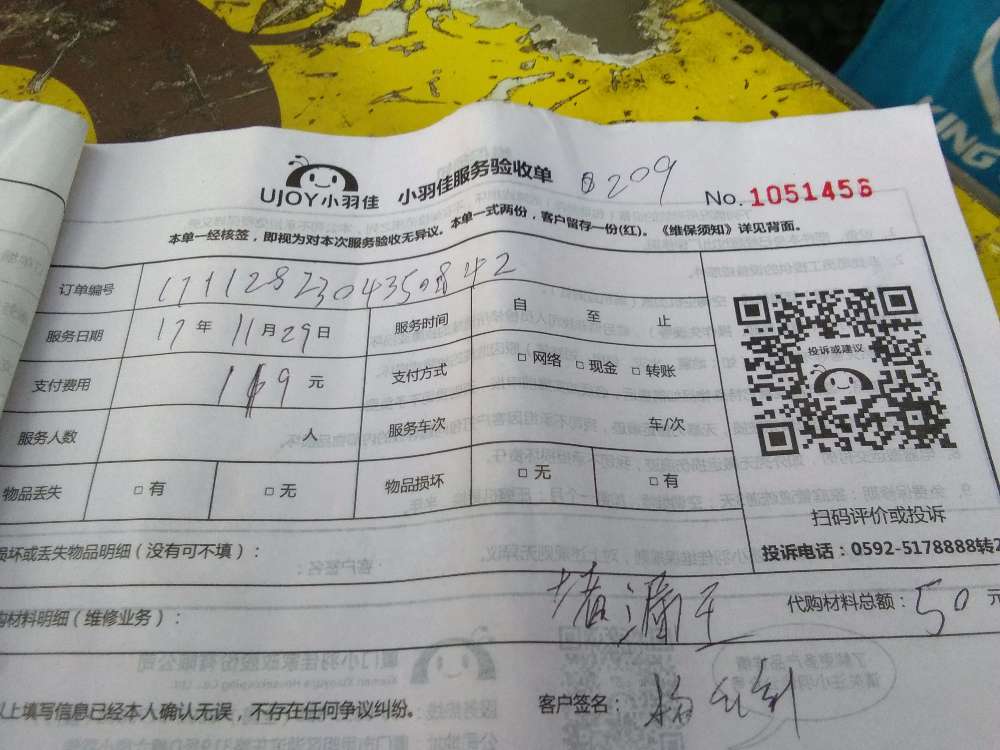 UJOY小羽佳 小羽佳服务验收单 209 No. 1051456
本单一经核签，即视为对本次服务验收无异议。本单一式两份，客户留存一份(红)。《维保须知》详见背面。
订单编号
服务日期 17年 11月29日 服务时间 自 至 止
支付费用 169 元 支付方式 □ 网络 □ 现金 □ 转账
服务人数 人 服务车次 车/次
物品丢失 □ 有 □ 无 物品损坏 □ 无 □ 有
投诉或建议
扫码评价或投诉
投诉电话：0592-5178888转2
损坏或丢失物品明细（没有可不填）：
购材料明细（维修业务）： 代购材料总额：50 元
以上填写信息已经本人确认无误，不存在任何争议纠纷。 客户签名：